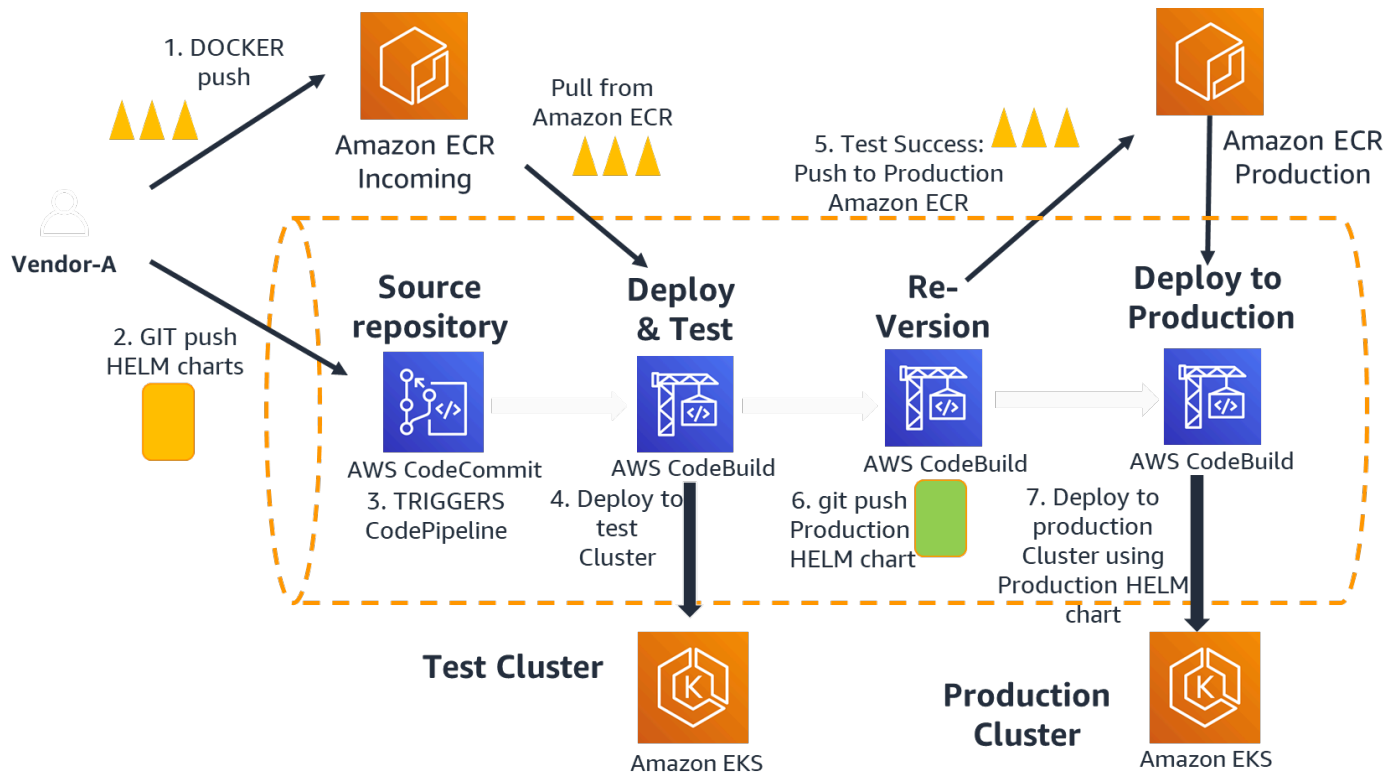 1. DOCKER
push
Amazon ECR
Incoming
Pull from
Amazon ECR
5. Test Success:
Push to Production
Amazon ECR
Amazon ECR
Production
Vendor-A
2. GIT push
HELM charts
Source
repository
</>
AWS CodeCommit
3. TRIGGERS
CodePipeline
Deploy
& Test
</>
AWS CodeBuild
4. Deploy to
test
Cluster
Re-
Version
</>
AWS CodeBuild
6. git push
Production
HELM chart
Deploy to
Production
</>
AWS CodeBuild
7. Deploy to
production
Cluster using
Production HELM
chart
Test Cluster
K
Amazon EKS
Production
Cluster
K
Amazon EKS